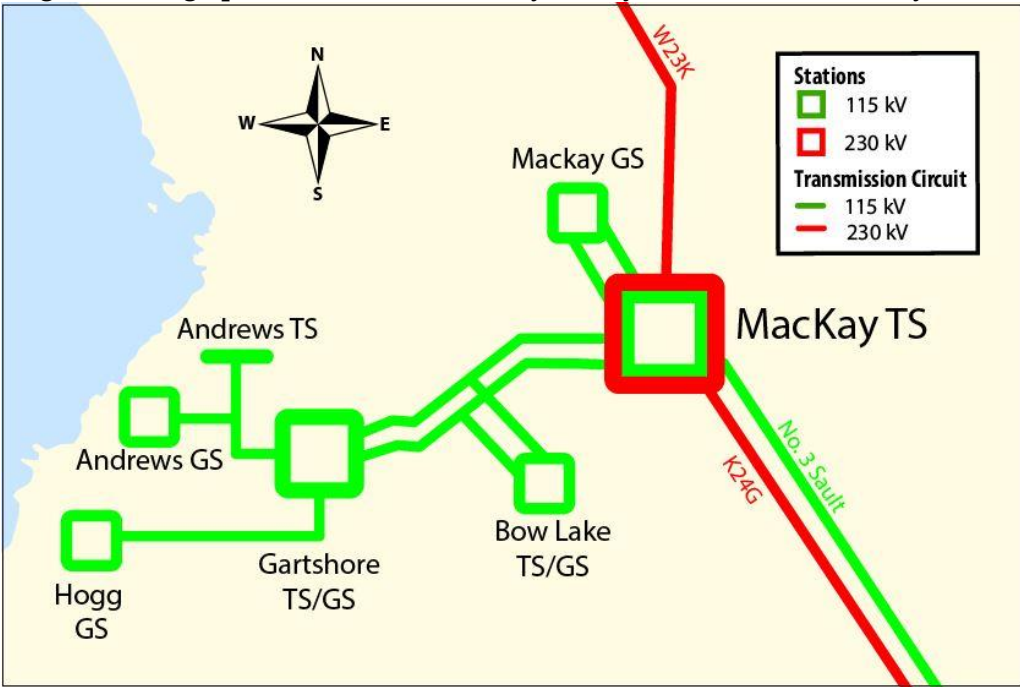 W23K
N
W E
S
Stations
115 kV
230 kV
Transmission Circuit
115 kV
230 kV
Mackay GS
MacKay TS
Andrews TS
Andrews GS
No. 3 Sault
K24G
Bow Lake
TS/GS
Gartshore
TS/GS
Hogg
GS